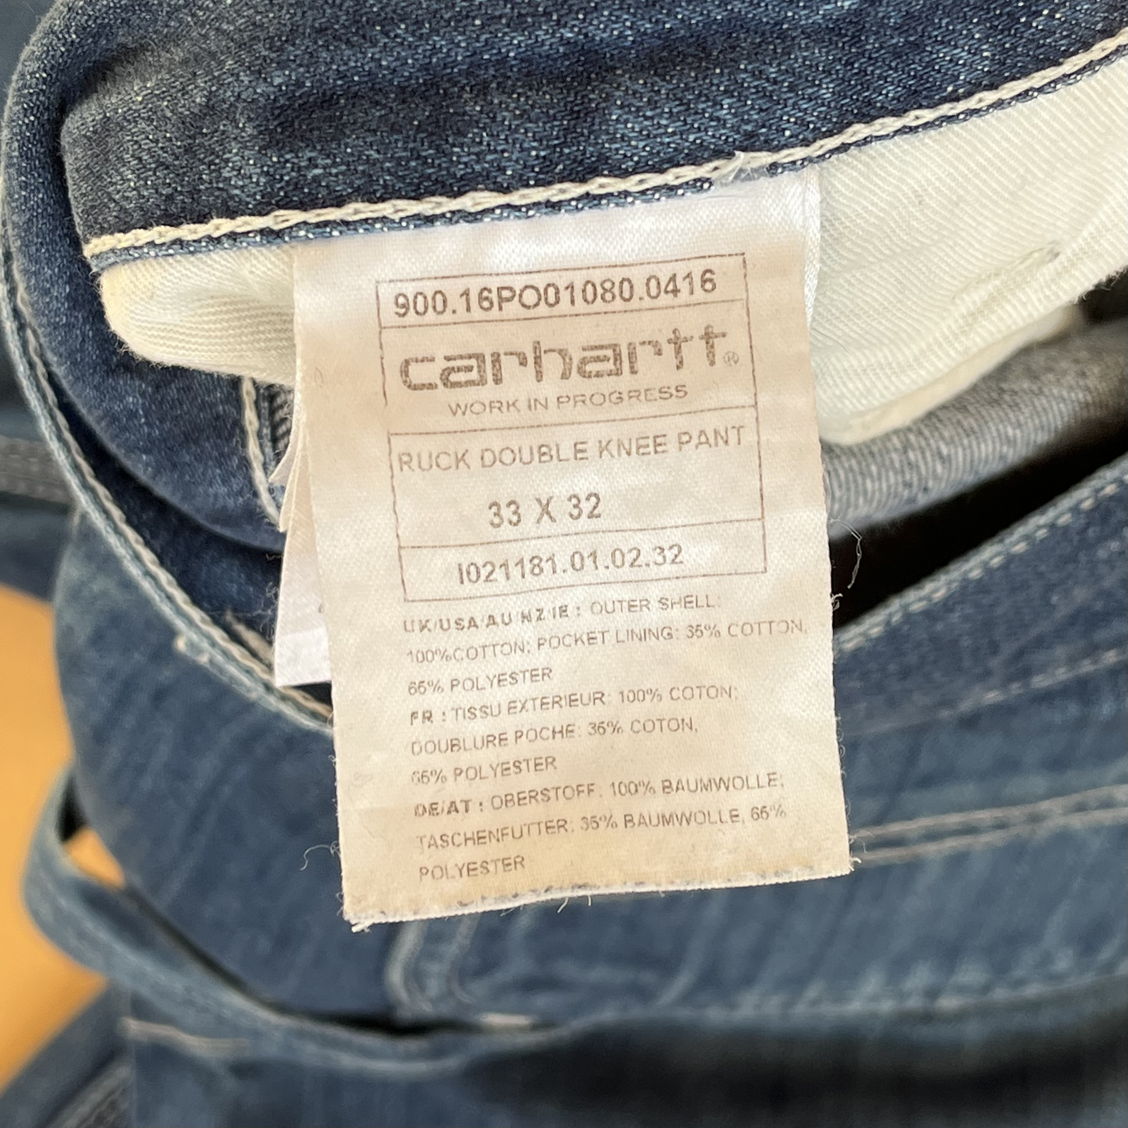 900.16PO01080.0416
carhartt®
WORK IN PROGRESS
RUCK DOUBLE KNEE PANT
33 X 32
I021181.01.02.32
UK/USA/AU/NZ/IE : OUTER SHELL:
100%COTTON; POCKET LINING: 35% COTTON,
65% POLYESTER
FR : TISSU EXTERIEUR: 100% COTON;
DOUBLURE POCHE: 35% COTON,
65% POLYESTER
DE/AT : OBERSTOFF: 100% BAUMWOLLE;
TASCHENFUTTER: 35% BAUMWOLLE, 65%
POLYESTER